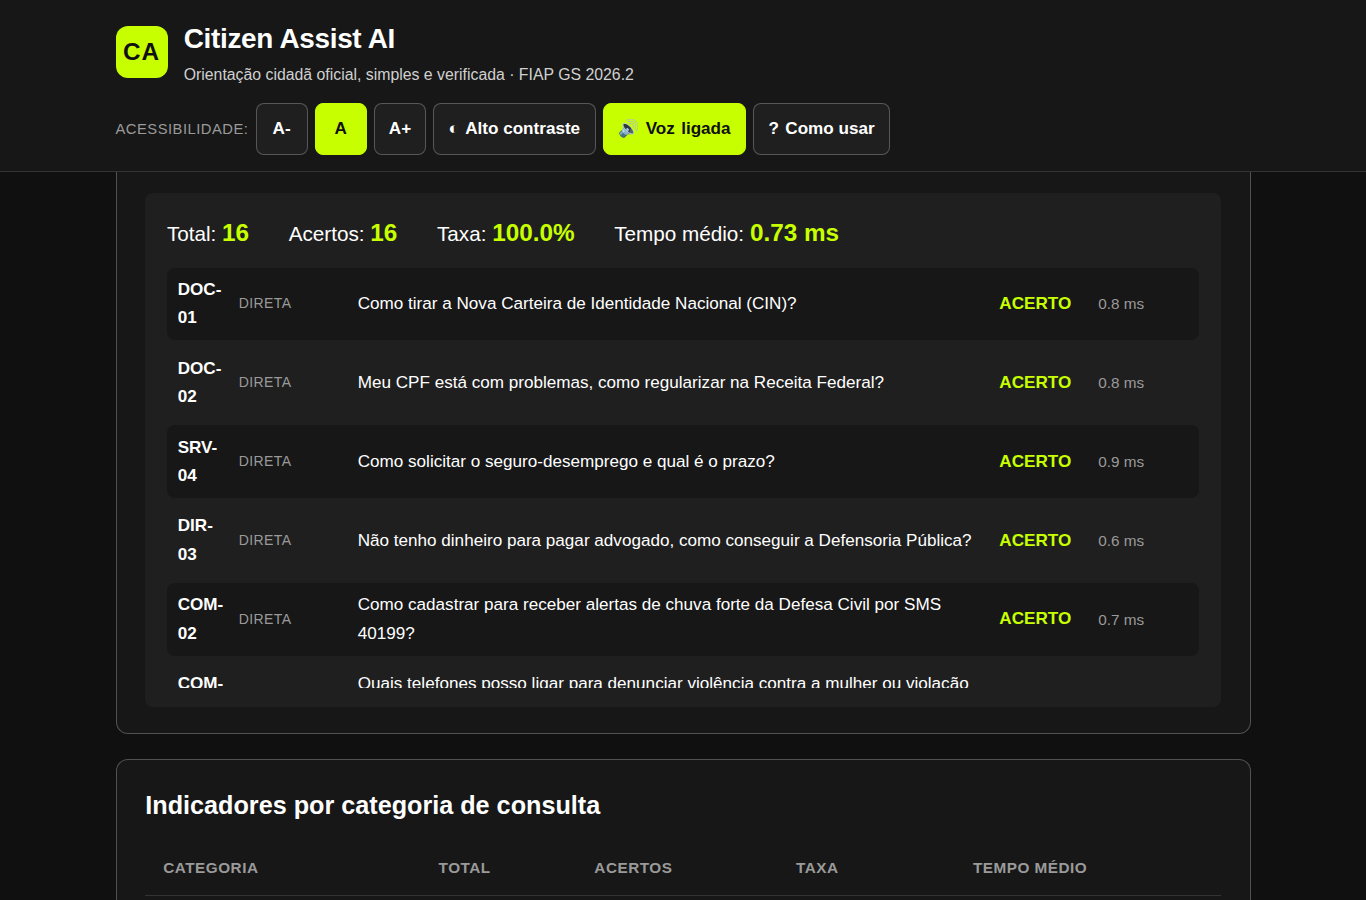 CA
Citizen Assist AI
Orientação cidadã oficial, simples e verificada · FIAP GS 2026.2
ACESSIBILIDADE: A- A A+ Alto contraste Voz ligada ? Como usar
Total: 16 Acertos: 16 Taxa: 100.0% Tempo médio: 0.73 ms
DOC-
01
DIRETA Como tirar a Nova Carteira de Identidade Nacional (CIN)? ACERTO 0.8 ms
DOC-
02
DIRETA Meu CPF está com problemas, como regularizar na Receita Federal? ACERTO 0.8 ms
SRV-
04
DIRETA Como solicitar o seguro-desemprego e qual é o prazo? ACERTO 0.9 ms
DIR-
03
DIRETA Não tenho dinheiro para pagar advogado, como conseguir a Defensoria Pública? ACERTO 0.6 ms
COM-
02
DIRETA
Como cadastrar para receber alertas de chuva forte da Defesa Civil por SMS
40199?
ACERTO 0.7 ms
COM-
Quais telefones posso ligar para denunciar violência contra a mulher ou violação
Indicadores por categoria de consulta
CATEGORIA TOTAL ACERTOS TAXA TEMPO MÉDIO